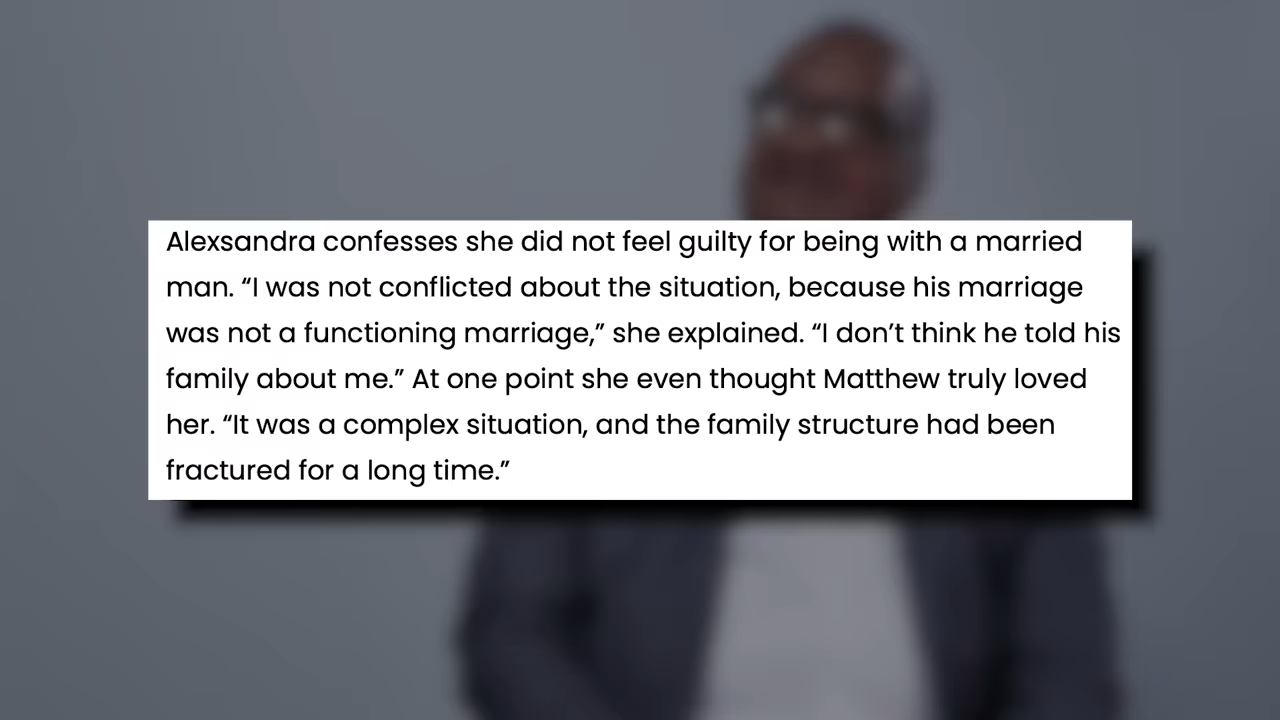 Alexsandra confesses she did not feel guilty for being with a married
man. “I was not conflicted about the situation, because his marriage
was not a functioning marriage,” she explained. “I don’t think he told his
family about me.” At one point she even thought Matthew truly loved
her. “It was a complex situation, and the family structure had been
fractured for a long time.”